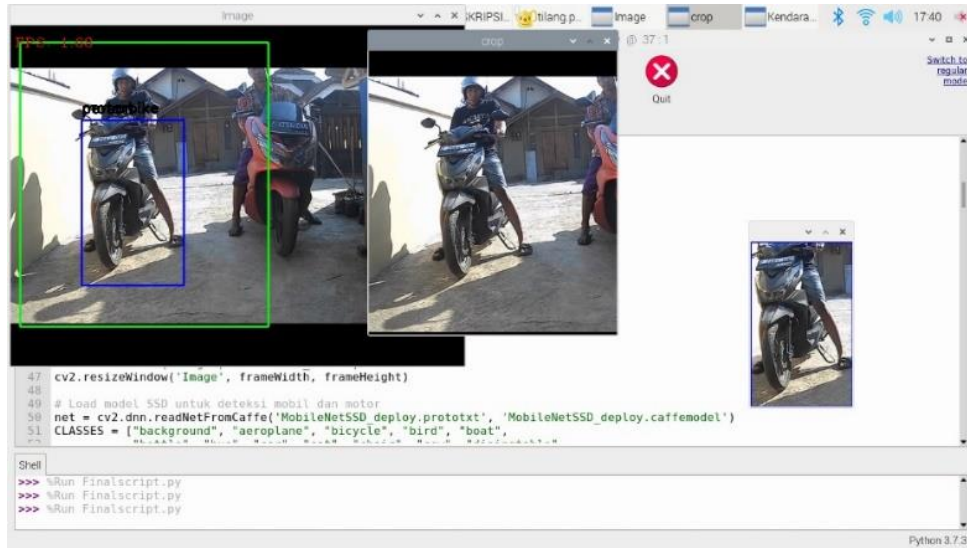 Image
SKRIPSI...
tilang.p...
Image
crop
Kendara...
17:40
FPS: 1.80
motorbike
crop
@ 37:1
Quit
Switch to
regular
mode
47 cv2.resizeWindow('Image', frameWidth, frameHeight)
48
49 # Load model SSD untuk deteksi mobil dan motor
50 net = cv2.dnn.readNetFromCaffe('MobileNetSSD_deploy.prototxt', 'MobileNetSSD_deploy.caffemodel')
51 CLASSES = ["background", "aeroplane", "bicycle", "bird", "boat",
Shell
>>> %Run Finalscript.py
>>> %Run Finalscript.py
>>> %Run Finalscript.py
Python 3.7.3